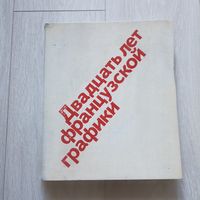 Двадцать лет
французской
графики